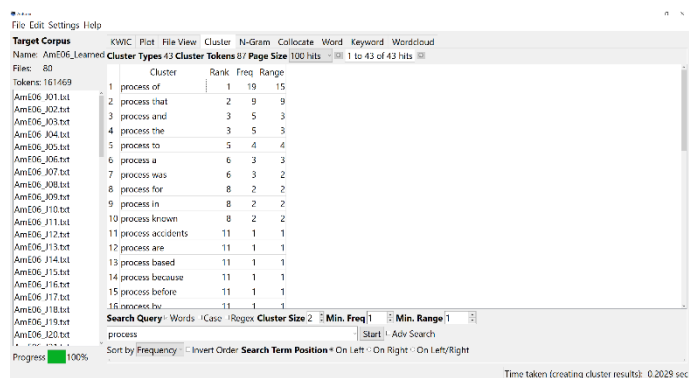 File Edit Settings Help
Target Corpus
Name: AmE06_Learned
Files: 80
Tokens: 161469
AmE06_J01.txt
AmE06_J02.txt
AmE06_J03.txt
AmE06_J04.txt
AmE06_J05.txt
AmE06_J06.txt
AmE06_J07.txt
AmE06_J08.txt
AmE06_J09.txt
AmE06_J10.txt
AmE06_J11.txt
AmE06_J12.txt
AmE06_J13.txt
AmE06_J14.txt
AmE06_J15.txt
AmE06_J16.txt
AmE06_J17.txt
AmE06_J18.txt
AmE06_J19.txt
AmE06_J20.txt
Progress 100%
KWIC Plot File View Cluster N-Gram Collocate Word Keyword Wordcloud
Cluster Types 43 Cluster Tokens 87 Page Size 100 hits 1 to 43 of 43 hits
Cluster Rank Freq Range
1 process of 1 19 15
2 process that 2 9 9
3 process and 3 5 3
4 process the 3 5 3
5 process to 5 4 4
6 process a 6 3 3
7 process was 6 3 2
8 process for 8 2 2
9 process in 8 2 2
10 process known 8 2 2
11 process accidents 11 1 1
12 process are 11 1 1
13 process based 11 1 1
14 process because 11 1 1
15 process before 11 1 1
16 process by 11 1 1
Search Query Words Case Regex Cluster Size 2 Min. Freq 1 Min. Range 1
process Start Adv Search
Sort by Frequency Invert Order Search Term Position On Left On Right On Left/Right
Time taken (creating cluster results): 0.2029 sec